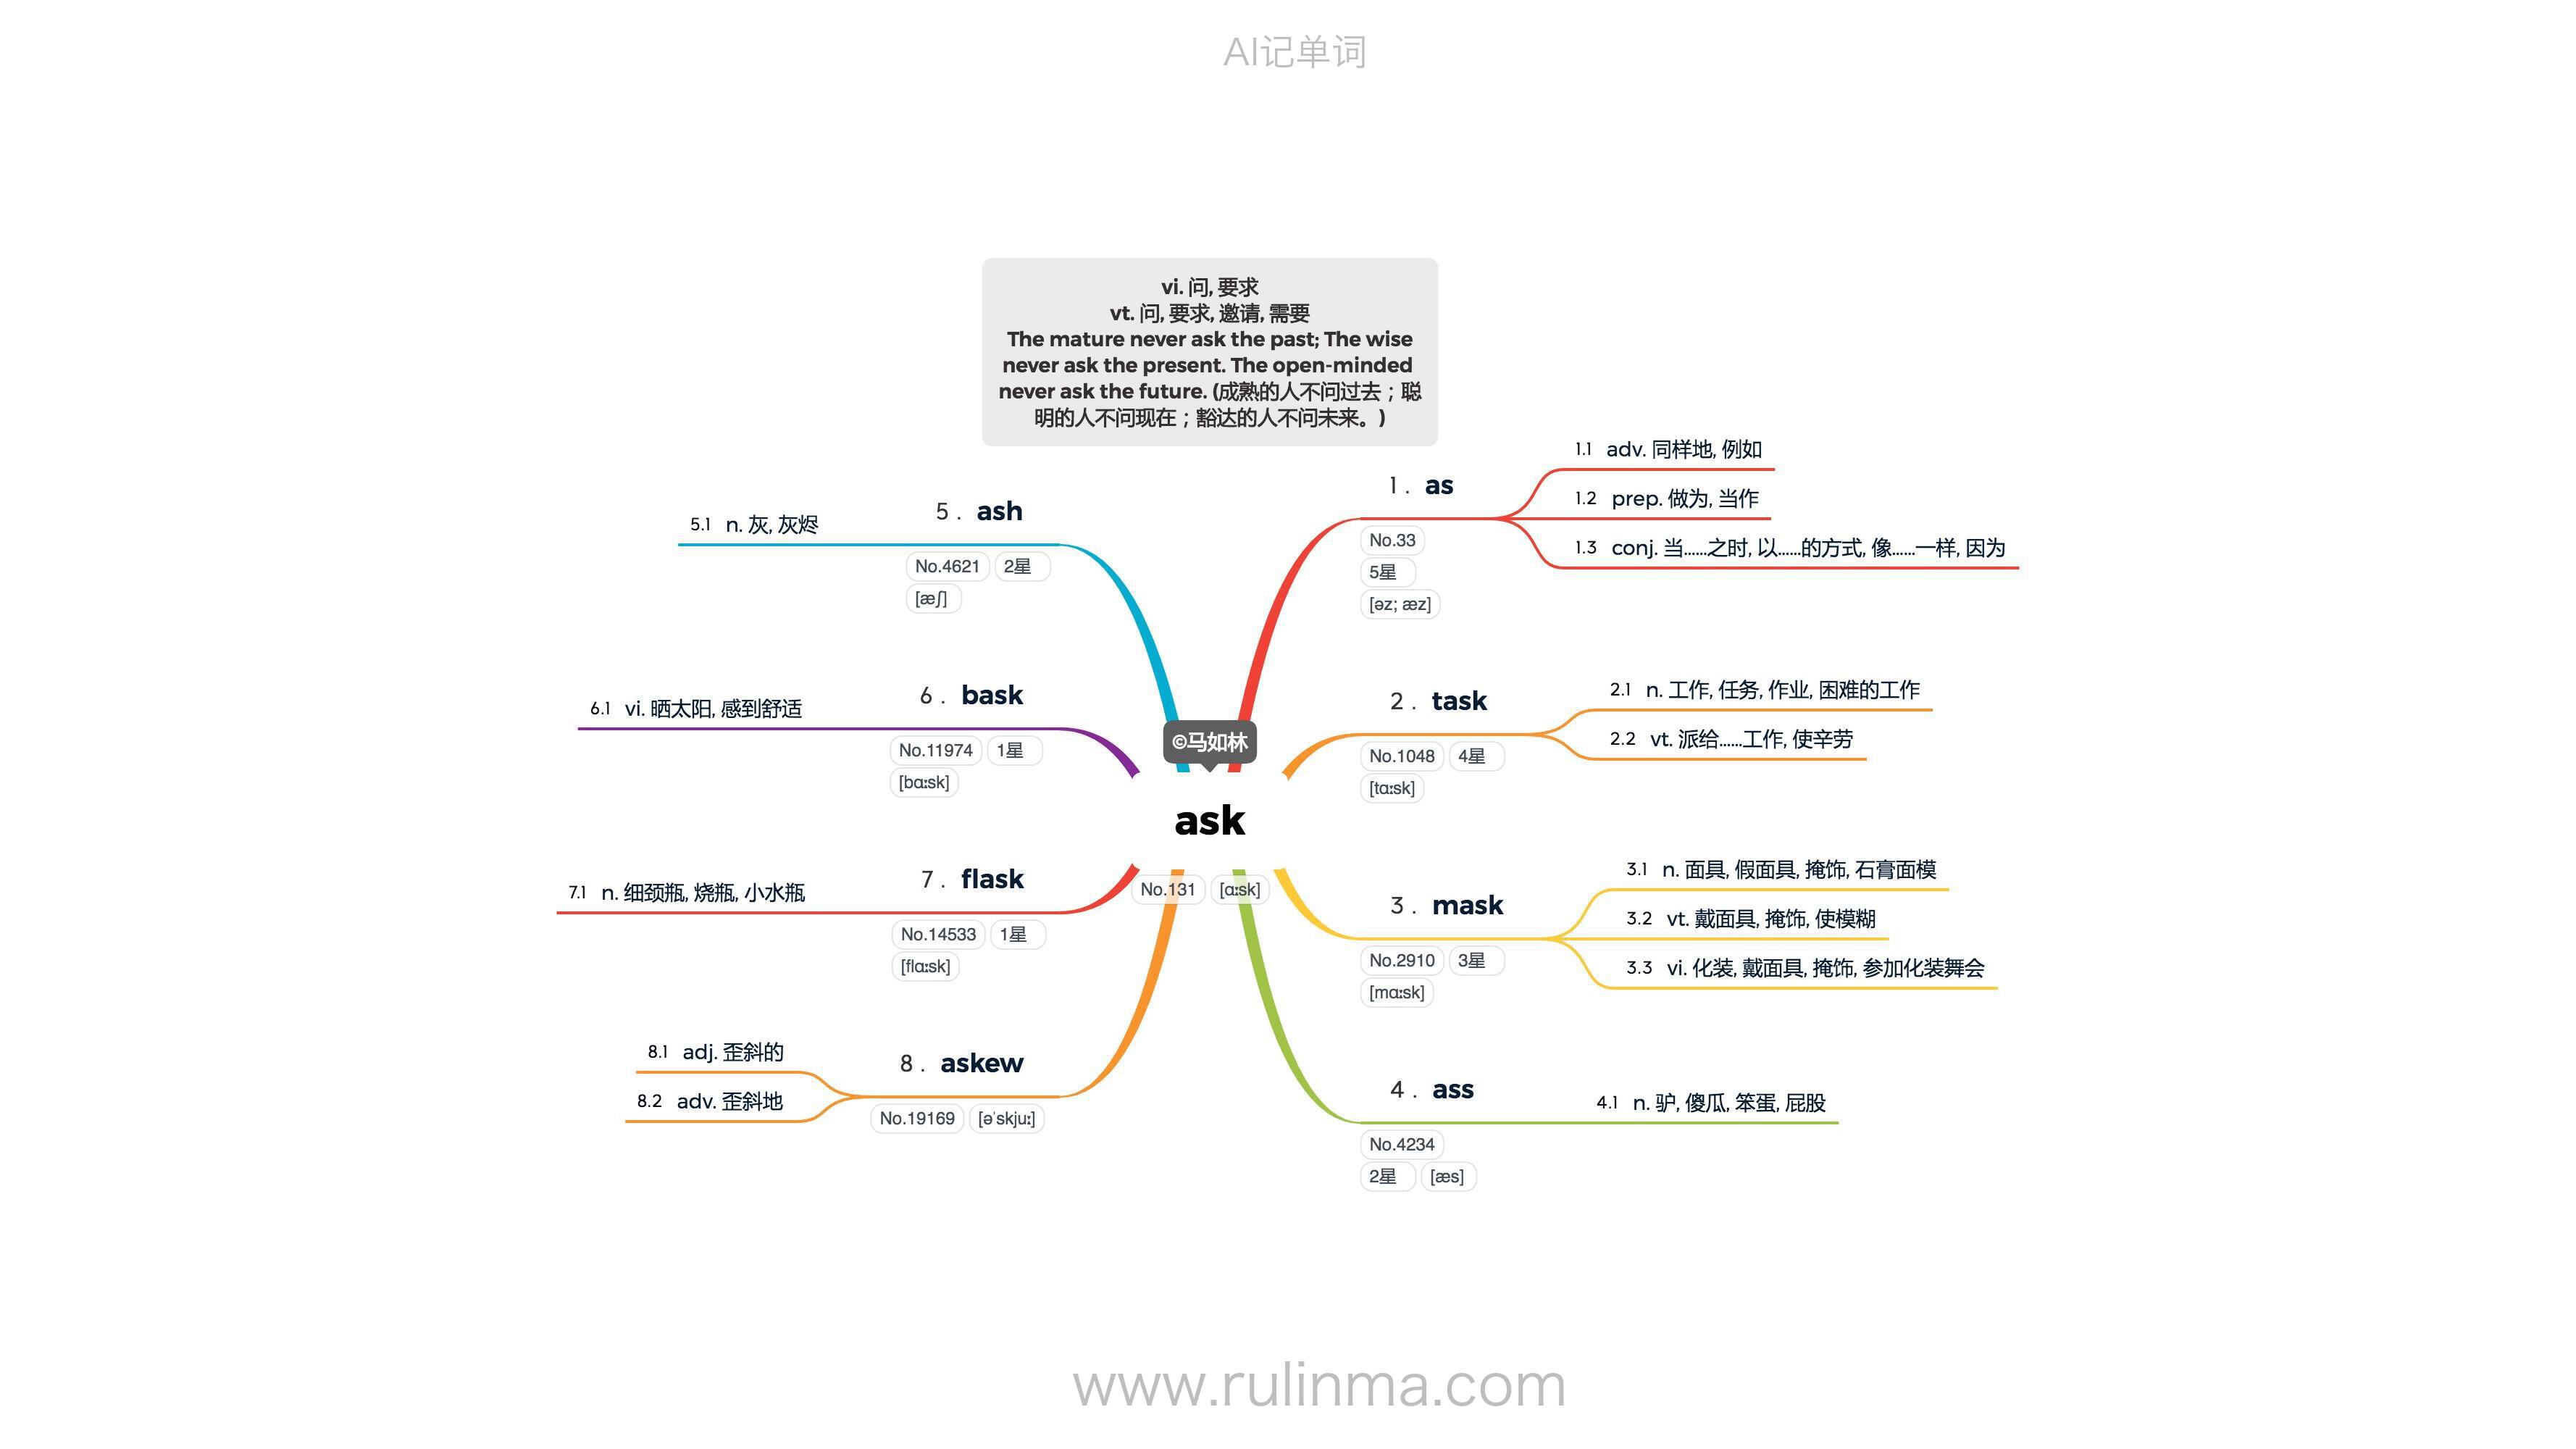 AI记单词
vi. 问, 要求
vt. 问, 要求, 邀请, 需要
The mature never ask the past; The wise
never ask the present. The open-minded
never ask the future. (成熟的人不问过去；聪
明的人不问现在；豁达的人不问未来。)
©马如林
ask
No.131 [ɑːsk]
1 . as
No.33
5星
[əz; æz]
1.1 adv. 同样地, 例如
1.2 prep. 做为, 当作
1.3 conj. 当......之时, 以......的方式, 像......一样, 因为
2 . task
No.1048 4星
[tɑːsk]
2.1 n. 工作, 任务, 作业, 困难的工作
2.2 vt. 派给......工作, 使辛劳
3 . mask
No.2910 3星
[mɑːsk]
3.1 n. 面具, 假面具, 掩饰, 石膏面模
3.2 vt. 戴面具, 掩饰, 使模糊
3.3 vi. 化装, 戴面具, 掩饰, 参加化装舞会
4 . ass
No.4234
2星 [æs]
4.1 n. 驴, 傻瓜, 笨蛋, 屁股
5 . ash
No.4621 2星
[æʃ]
5.1 n. 灰, 灰烬
6 . bask
No.11974 1星
[bɑːsk]
6.1 vi. 晒太阳, 感到舒适
7 . flask
No.14533 1星
[flɑːsk]
7.1 n. 细颈瓶, 烧瓶, 小水瓶
8 . askew
No.19169 [əˈskjuː]
8.1 adj. 歪斜的
8.2 adv. 歪斜地
www.rulinma.com